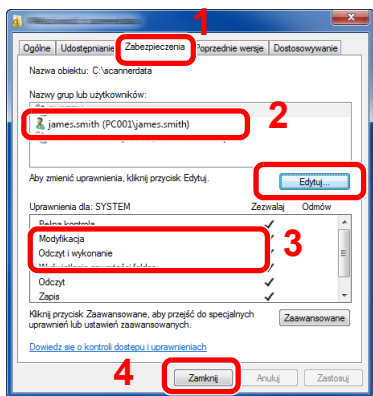 1
Ogólne Udostępnianie Zabezpieczenia Poprzednie wersje Dostosowywanie
Nazwa obiektu: C:\scannerdata
Nazwy grup lub użytkowników:
james.smith (PC001\james.smith)
2
Aby zmienić uprawnienia, kliknij przycisk Edytuj.
Edytuj...
Uprawnienia dla: SYSTEM Zezwalaj Odmów
Pełna kontrola
Modyfikacja
Odczyt i wykonanie
3
Wyświetlanie zawartości folderu
Odczyt
Zapis
Kliknij przycisk Zaawansowane, aby przejść do specjalnych
uprawnień lub ustawień zaawansowanych.
Zaawansowane
Dowiedz się o kontroli dostępu i uprawnieniach
4
Zamknij Anuluj Zastosuj